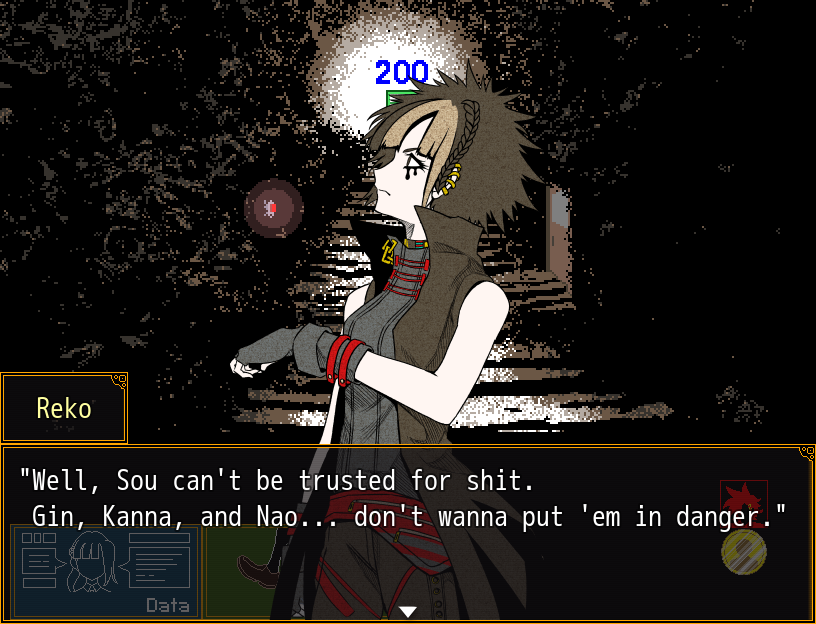 200
Reko
"Well, Sou can't be trusted for shit.
Gin, Kanna, and Nao... don't wanna put 'em in danger."
Data